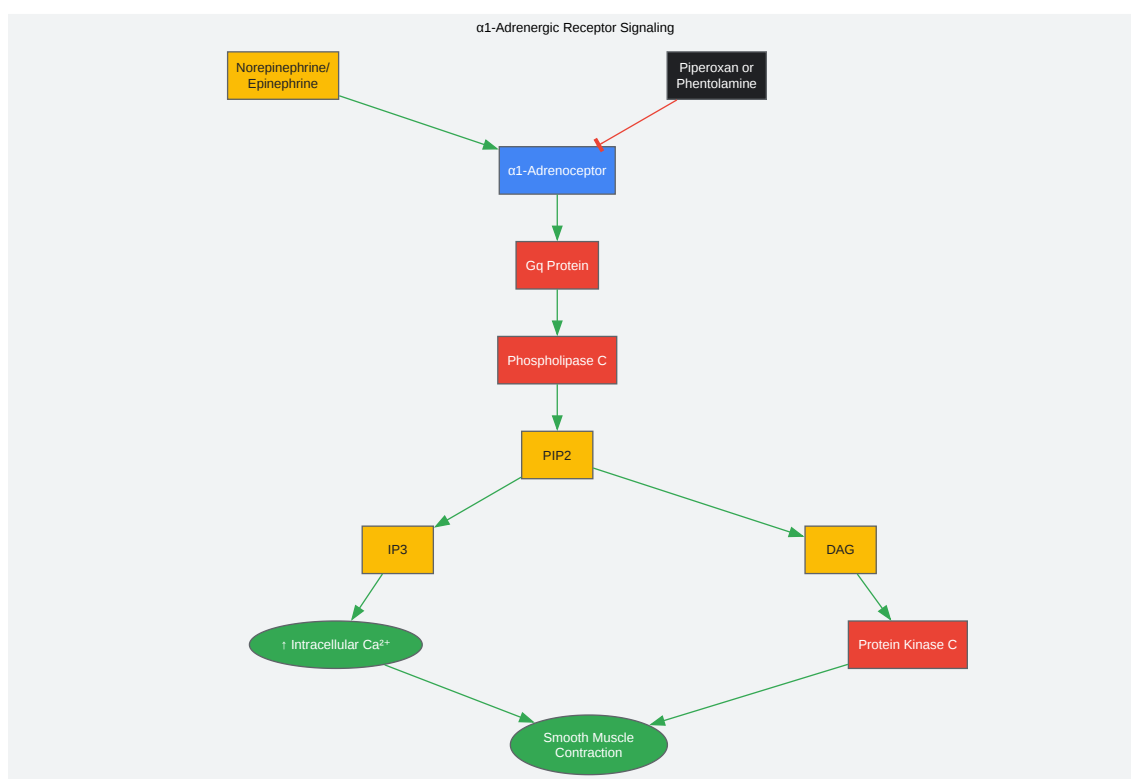 α1-Adrenergic Receptor Signaling
Norepinephrine/
Epinephrine
Piperoxan or
Phentolamine
α1-Adrenoceptor
Gq Protein
Phospholipase C
PIP2
IP3
DAG
↑ Intracellular Ca²⁺
Protein Kinase C
Smooth Muscle
Contraction